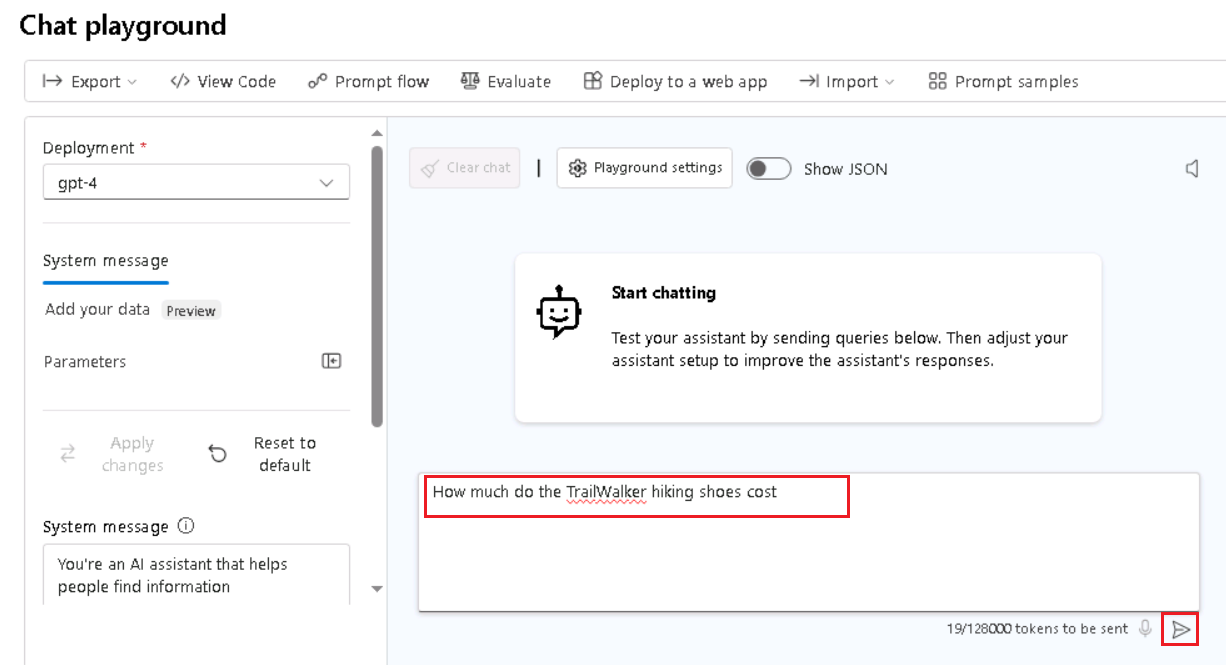 Chat playground
Export
View Code
Prompt flow
Evaluate
Deploy to a web app
Import
Prompt samples
Deployment *
gpt-4
System message
Add your data Preview
Parameters
Apply
changes
Reset to
default
System message
You're an AI assistant that helps
people find information
Clear chat
Playground settings
Show JSON
Start chatting
Test your assistant by sending queries below. Then adjust your
assistant setup to improve the assistant's responses.
How much do the TrailWalker hiking shoes cost
19/128000 tokens to be sent